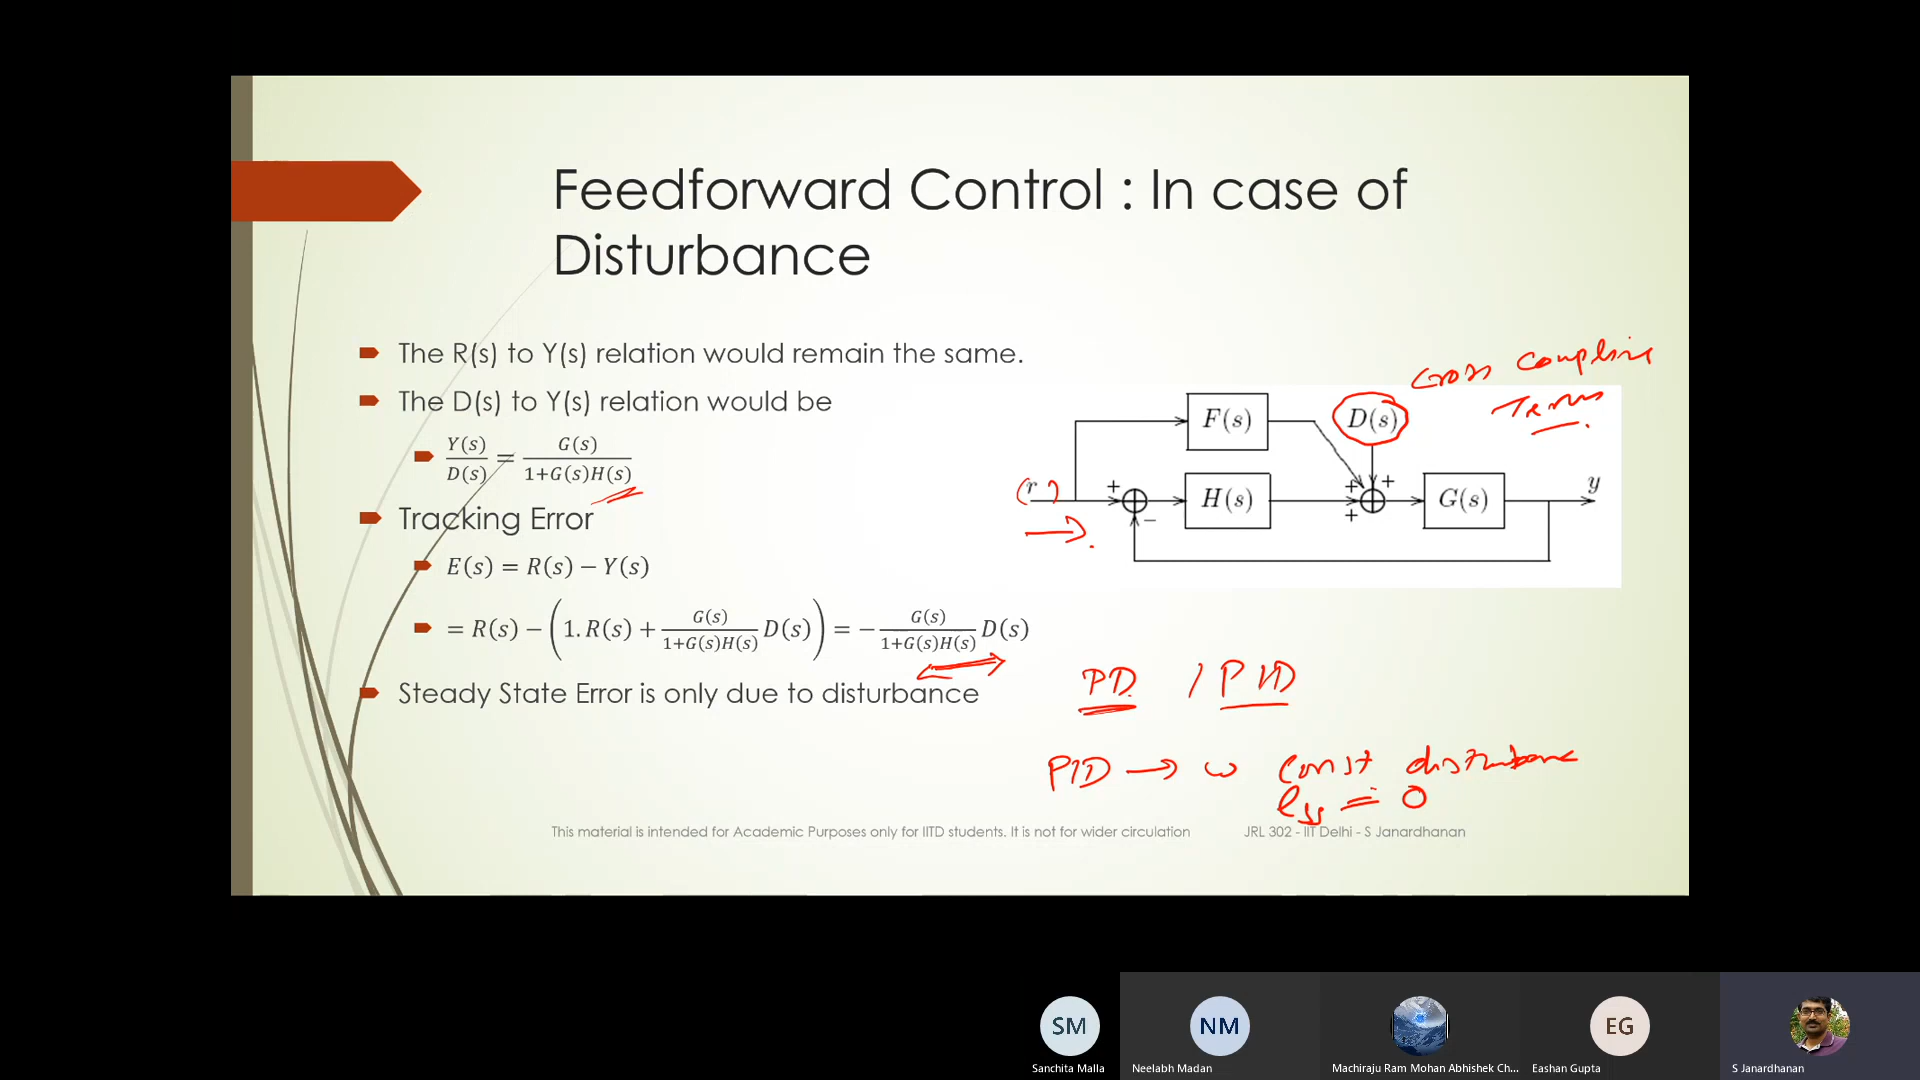 Feedforward Control : In case of
Disturbance
The R(s) to Y(s) relation would remain the same.
The D(s) to Y(s) relation would be
Y(s)/D(s) = G(s)/1+G(s)H(s)
Tracking Error
E(s) = R(s) − Y(s)
= R(s) − (1. R(s) + G(s)/1+G(s)H(s) D(s)) = − G(s)/1+G(s)H(s) D(s)
Steady State Error is only due to disturbance
Cross Coupling
Terms
F(s)
D(s)
r
+
−
H(s)
+
+
+
G(s)
y
PD / PID
PID → ω const disturbance
ess = 0
This material is intended for Academic Purposes only for IITD students. It is not for wider circulation
JRL 302 - IIT Delhi - S Janardhanan
SM
NM
EG
Sanchita Malla
Neelabh Madan
Machiraju Ram Mohan Abhishek Ch...
Eashan Gupta
S Janardhanan